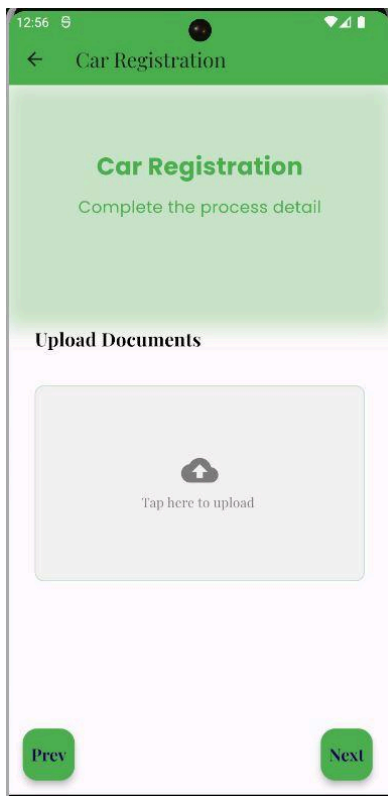 12:56
Car Registration
Car Registration
Complete the process detail
Upload Documents
Tap here to upload
Prev
Next